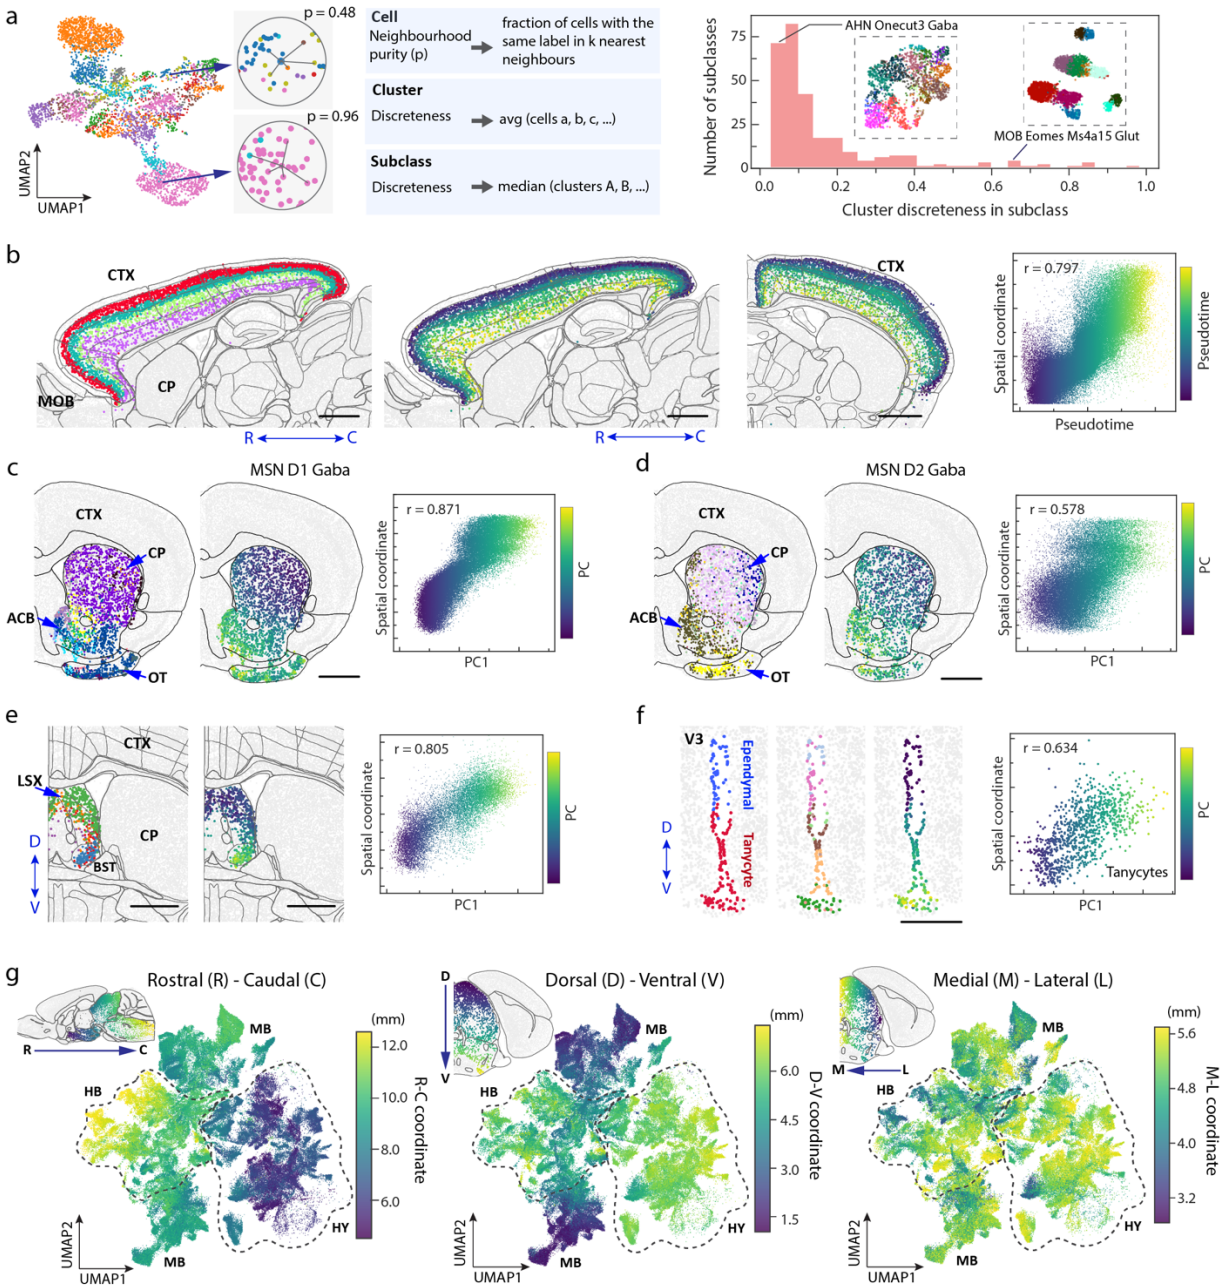 a
p = 0.48
p = 0.96
UMAP2
UMAP1
Cell
Neighbourhood
purity (p)
fraction of cells with the
same label in k nearest
neighbours
Cluster
Discreteness
avg (cells a, b, c, ...)
Subclass
Discreteness
median (clusters A, B, ...)
Number of subclasses
75
50
25
0
AHN Onecut3 Gaba
MOB Eomes Ms4a15 Glut
0.0
0.2
0.4
0.6
0.8
1.0
Cluster discreteness in subclass
b
CTX
CP
MOB
R
C
R
C
CTX
Spatial coordinate
r = 0.797
Pseudotime
Pseudotime
c
MSN D1 Gaba
CTX
CP
ACB
OT
Spatial coordinate
r = 0.871
PC1
PC
d
MSN D2 Gaba
CTX
CP
ACB
OT
Spatial coordinate
r = 0.578
PC1
PC
e
CTX
LSX
CP
BST
D
V
Spatial coordinate
r = 0.805
PC1
f
V3
Ependymal
Tanycyte
D
V
Spatial coordinate
r = 0.634
Tanycytes
PC1
PC
g
Rostral (R) - Caudal (C)
R
C
MB
HB
HY
MB
UMAP2
UMAP1
(mm)
12.0
10.0
8.0
6.0
R-C coordinate
Dorsal (D) - Ventral (V)
D
V
MB
HB
HY
MB
UMAP2
UMAP1
(mm)
6.0
4.5
3.0
1.5
D-V coordinate
Medial (M) - Lateral (L)
M
L
MB
HB
HY
MB
UMAP2
UMAP1
(mm)
5.6
4.8
4.0
3.2
M-L coordinate